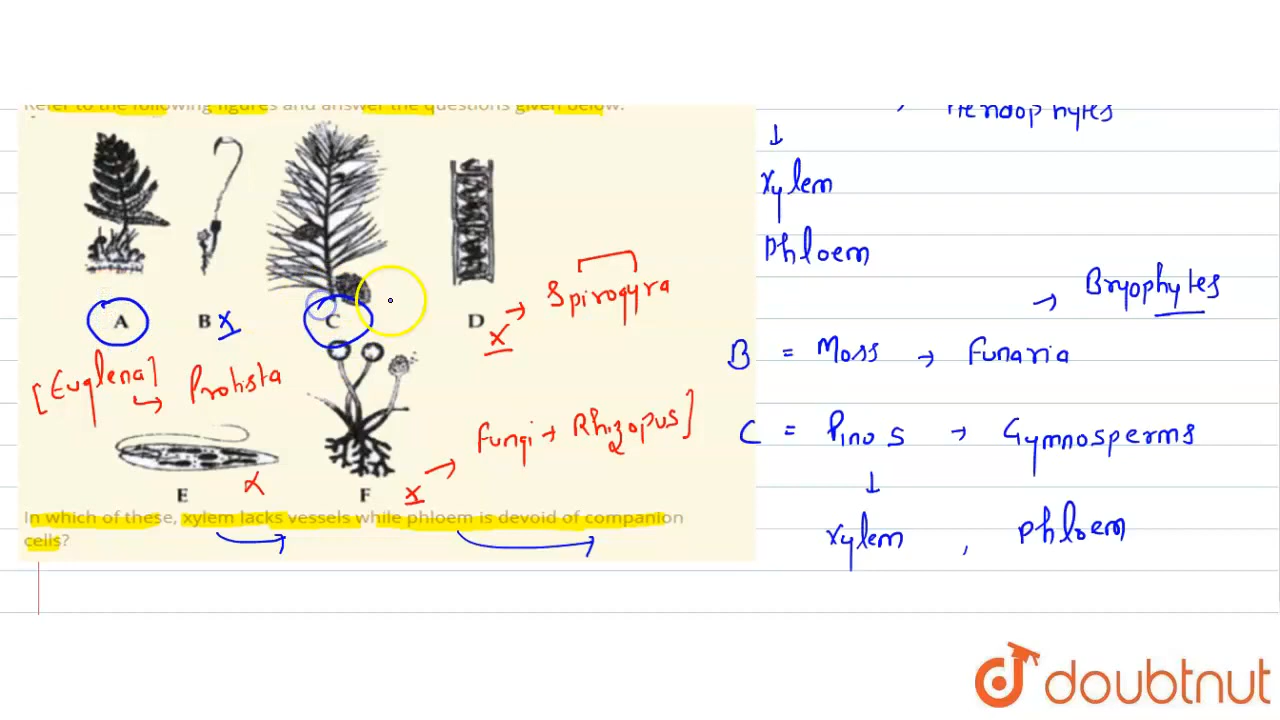 Refer to the following figures and answer the questions given below.
A
B
x
C
D
x → Spirogyra
[Euglena]
↳ Protista
E
x
F
x → Fungi → Rhizopus]
In which of these, xylem lacks vessels while phloem is devoid of companion
cells?
↓
xylem
Phloem
→ Bryophytes
B = Moss → Funaria
C = Pinos → Gymnosperms
↓
xylem , Phloem
doubtnut